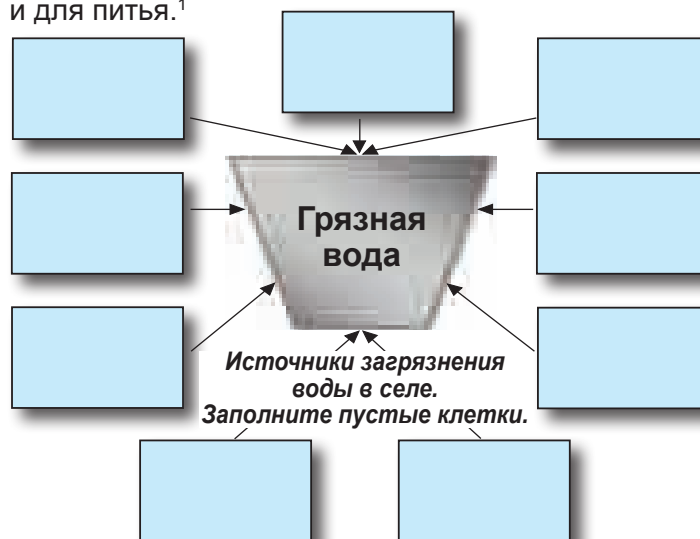 и для питья.¹
Грязная
вода
Источники загрязнения
воды в селе.
Заполните пустые клетки.